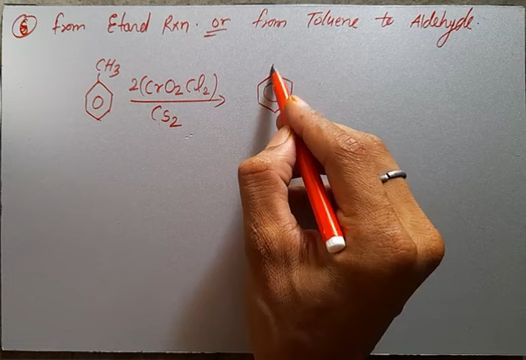 6 from Etard Rxn. or from Toluene to Aldehyde.
CH3
2(CrO2Cl2)
CS2